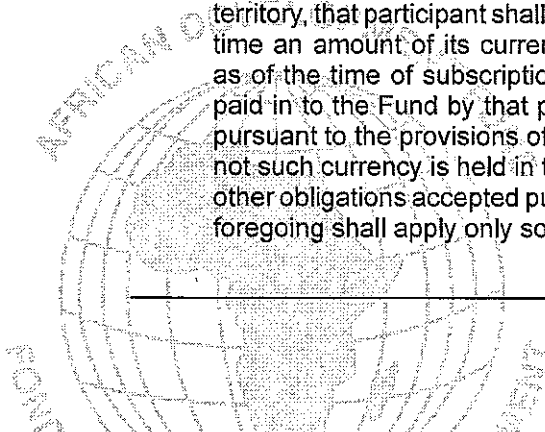 territory, that participant shall
time an amount of its curren
as of the time of subscriptio
paid in to the Fund by that p
pursuant to the provisions of
not such currency is held in t
other obligations accepted pu
foregoing shall apply only so
AFRICAN
FOND